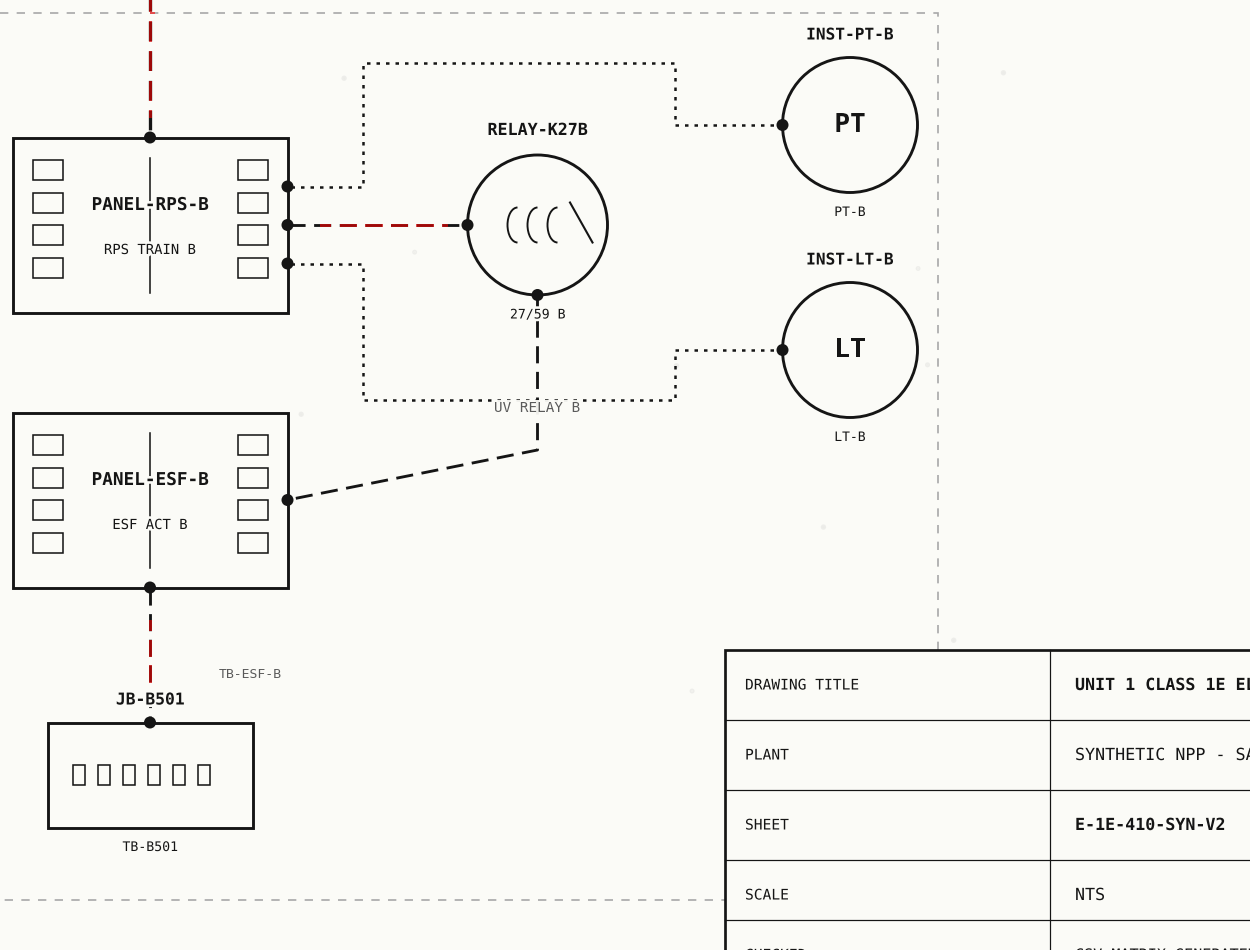 INST-PT-B
PT
PT-B
RELAY-K27B
27/59 B
PANEL-RPS-B
RPS TRAIN B
INST-LT-B
LT
LT-B
UV RELAY B
PANEL-ESF-B
ESF ACT B
TB-ESF-B
JB-B501
TB-B501
DRAWING TITLE
UNIT 1 CLASS 1E
PLANT
SYNTHETIC NPP -
SHEET
E-1E-410-SYN-V2
SCALE
NTS